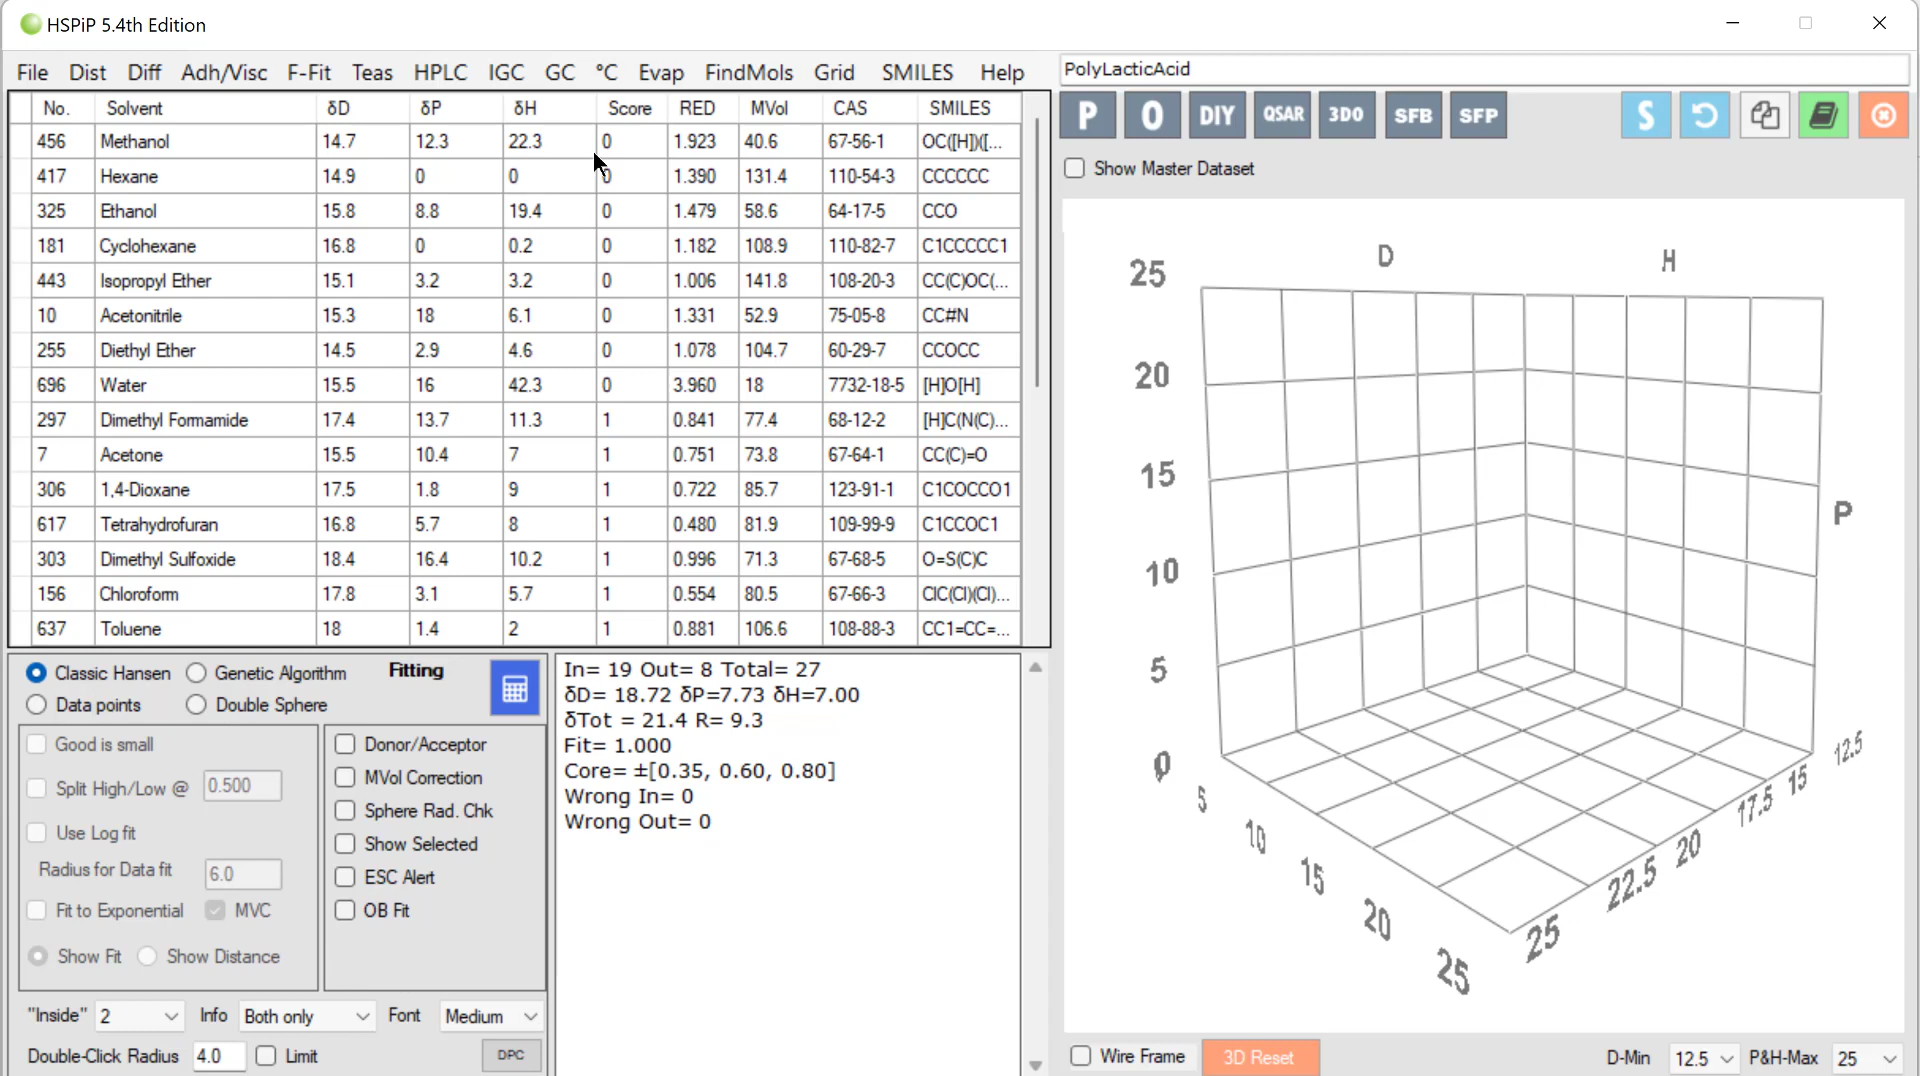 HSPiP 5.4th Edition
File Dist Diff Adh/Visc F-Fit Teas HPLC IGC GC °C Evap FindMols Grid SMILES Help
PolyLacticAcid
P O DIY QSAR 3DO SFB SFP S
Show Master Dataset
No. Solvent δD δP δH Score RED MVol CAS SMILES
456 Methanol 14.7 12.3 22.3 0 1.923 40.6 67-56-1 OC([H])([...
417 Hexane 14.9 0 0 0 1.390 131.4 110-54-3 CCCCCC
325 Ethanol 15.8 8.8 19.4 0 1.479 58.6 64-17-5 CCO
181 Cyclohexane 16.8 0 0.2 0 1.182 108.9 110-82-7 C1CCCCC1
443 Isopropyl Ether 15.1 3.2 3.2 0 1.006 141.8 108-20-3 CC(C)OC(...
10 Acetonitrile 15.3 18 6.1 0 1.331 52.9 75-05-8 CC#N
255 Diethyl Ether 14.5 2.9 4.6 0 1.078 104.7 60-29-7 CCOCC
696 Water 15.5 16 42.3 0 3.960 18 7732-18-5 [H]O[H]
297 Dimethyl Formamide 17.4 13.7 11.3 1 0.841 77.4 68-12-2 [H]C(N(C)...
7 Acetone 15.5 10.4 7 1 0.751 73.8 67-64-1 CC(C)=O
306 1,4-Dioxane 17.5 1.8 9 1 0.722 85.7 123-91-1 C1COCCO1
617 Tetrahydrofuran 16.8 5.7 8 1 0.480 81.9 109-99-9 C1CCOC1
303 Dimethyl Sulfoxide 18.4 16.4 10.2 1 0.996 71.3 67-68-5 O=S(C)C
156 Chloroform 17.8 3.1 5.7 1 0.554 80.5 67-66-3 ClC(Cl)(Cl)...
637 Toluene 18 1.4 2 1 0.881 106.6 108-88-3 CC1=CC=...
Classic Hansen Genetic Algorithm Fitting
Data points Double Sphere
Good is small
Split High/Low @ 0.500
Use Log fit
Radius for Data fit 6.0
Fit to Exponential MVC
Show Fit Show Distance
Donor/Acceptor
MVol Correction
Sphere Rad. Chk
Show Selected
ESC Alert
OB Fit
"Inside" 2 Info Both only Font Medium
Double-Click Radius 4.0 Limit DPC
In= 19 Out= 8 Total= 27
δD= 18.72 δP=7.73 δH=7.00
δTot = 21.4 R= 9.3
Fit= 1.000
Core= ±[0.35, 0.60, 0.80]
Wrong In= 0
Wrong Out= 0
D H
25
20
15
P
10
5
0
5
10
15
20
25
25
22.5
20
17.5
15
12.5
Wire Frame 3D Reset D-Min 12.5 P&H-Max 25